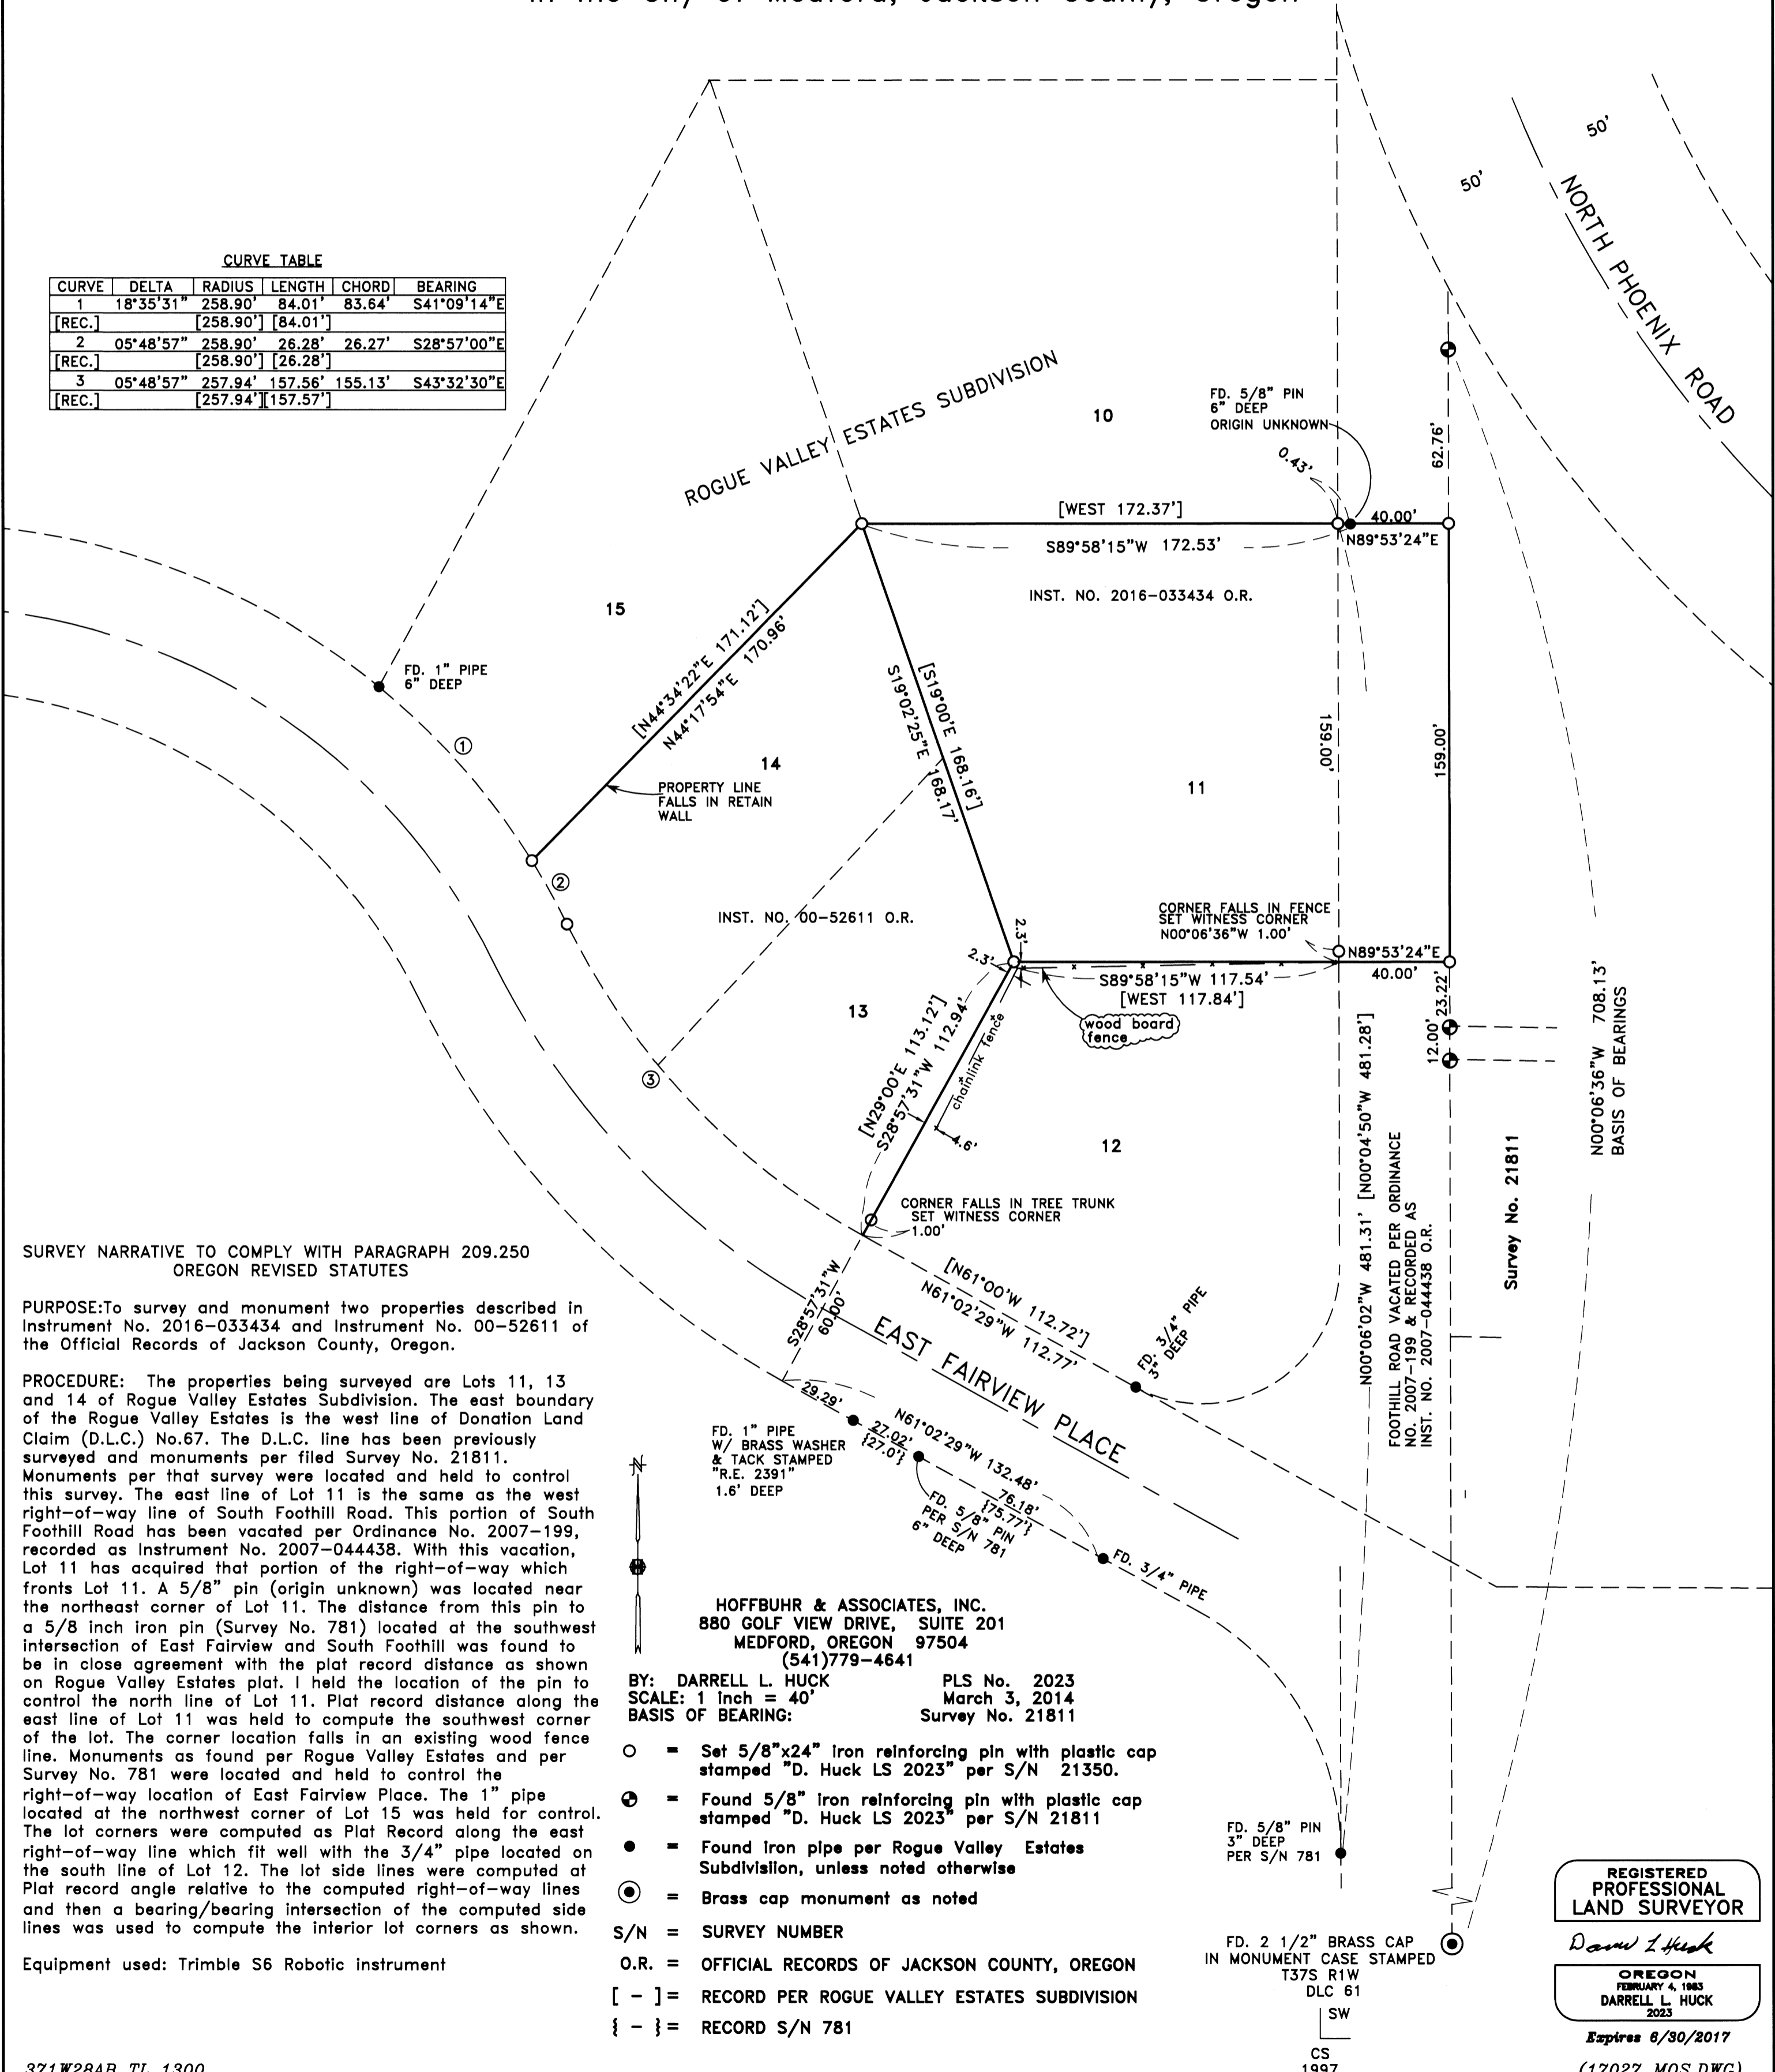 In the City of Medford, Jackson County, Oregon
50'
50'
NORTH PHOENIX ROAD
CURVE TABLE
CURVE DELTA RADIUS LENGTH CHORD BEARING
1 18°35'31" 258.90' 84.01' 83.64' S41°09'14"E
[REC.] [258.90'] [84.01']
2 05°48'57" 258.90' 26.28' 26.27' S28°57'00"E
[REC.] [258.90'] [26.28']
3 05°48'57" 257.94' 157.56' 155.13' S43°32'30"E
[REC.] [257.94'][157.57']
ROGUE VALLEY ESTATES SUBDIVISION
10
FD. 5/8" PIN
6" DEEP
ORIGIN UNKNOWN
0.43'
62.76'
[WEST 172.37']
40.00'
S89°58'15"W 172.53'
N89°53'24"E
INST. NO. 2016-033434 O.R.
15
FD. 1" PIPE
6" DEEP
[N44°34'22"E 171.12']
N44°17'54"E 170.96'
[S19°00'E 168.16']
S19°02'25"E 168.17'
159.00'
159.00'
1
14
PROPERTY LINE
FALLS IN RETAIN
WALL
11
2
INST. NO. 00-52611 O.R.
CORNER FALLS IN FENCE
SET WITNESS CORNER
N00°06'36"W 1.00'
2.3'
2.3'
N89°53'24"E
40.00'
S89°58'15"W 117.54'
[WEST 117.84']
wood board
fence
23.22'
12.00'
13
3
[N29°00'E 113.12']
S28°57'31"W 112.94'
chainlink fence
4.6'
12
N00°06'36"W 708.13'
BASIS OF BEARINGS
Survey No. 21811
N00°06'02"W 481.31' [N00°04'50"W 481.28']
FOOTHILL ROAD VACATED PER ORDINANCE
NO. 2007-199 & RECORDED AS
INST. NO. 2007-044438 O.R.
CORNER FALLS IN TREE TRUNK
SET WITNESS CORNER
1.00'
S28°57'31"W
60.00'
[N61°00'W 112.72']
N61°02'29"W 112.77'
FD. 3/4" PIPE
3" DEEP
EAST FAIRVIEW PLACE
29.29'
FD. 1" PIPE
W/ BRASS WASHER
& TACK STAMPED
"R.E. 2391"
1.6' DEEP
27.02'
{27.0'}
N61°02'29"W 132.48'
76.18'
{75.77'}
FD. 5/8" PIN
PER S/N 781
6" DEEP
FD. 3/4" PIPE
SURVEY NARRATIVE TO COMPLY WITH PARAGRAPH 209.250
OREGON REVISED STATUTES
PURPOSE:To survey and monument two properties described in
Instrument No. 2016-033434 and Instrument No. 00-52611 of
the Official Records of Jackson County, Oregon.
PROCEDURE: The properties being surveyed are Lots 11, 13
and 14 of Rogue Valley Estates Subdivision. The east boundary
of the Rogue Valley Estates is the west line of Donation Land
Claim (D.L.C.) No.67. The D.L.C. line has been previously
surveyed and monuments per filed Survey No. 21811.
Monuments per that survey were located and held to control
this survey. The east line of Lot 11 is the same as the west
right-of-way line of South Foothill Road. This portion of South
Foothill Road has been vacated per Ordinance No. 2007-199,
recorded as Instrument No. 2007-044438. With this vacation,
Lot 11 has acquired that portion of the right-of-way which
fronts Lot 11. A 5/8" pin (origin unknown) was located near
the northeast corner of Lot 11. The distance from this pin to
a 5/8 inch iron pin (Survey No. 781) located at the southwest
intersection of East Fairview and South Foothill was found to
be in close agreement with the plat record distance as shown
on Rogue Valley Estates plat. I held the location of the pin to
control the north line of Lot 11. Plat record distance along the
east line of Lot 11 was held to compute the southwest corner
of the lot. The corner location falls in an existing wood fence
line. Monuments as found per Rogue Valley Estates and per
Survey No. 781 were located and held to control the
right-of-way location of East Fairview Place. The 1" pipe
located at the northwest corner of Lot 15 was held for control.
The lot corners were computed as Plat Record along the east
right-of-way line which fit well with the 3/4" pipe located on
the south line of Lot 12. The lot side lines were computed at
Plat record angle relative to the computed right-of-way lines
and then a bearing/bearing intersection of the computed side
lines was used to compute the interior lot corners as shown.
Equipment used: Trimble S6 Robotic instrument
N
HOFFBUHR & ASSOCIATES, INC.
880 GOLF VIEW DRIVE, SUITE 201
MEDFORD, OREGON 97504
(541)779-4641
BY: DARRELL L. HUCK PLS No. 2023
SCALE: 1 inch = 40' March 3, 2014
BASIS OF BEARING: Survey No. 21811
= Set 5/8"x24" iron reinforcing pin with plastic cap
stamped "D. Huck LS 2023" per S/N 21350.
= Found 5/8" iron reinforcing pin with plastic cap
stamped "D. Huck LS 2023" per S/N 21811
= Found iron pipe per Rogue Valley Estates
Subdivisiion, unless noted otherwise
= Brass cap monument as noted
S/N = SURVEY NUMBER
O.R. = OFFICIAL RECORDS OF JACKSON COUNTY, OREGON
[ - ] = RECORD PER ROGUE VALLEY ESTATES SUBDIVISION
{ - } = RECORD S/N 781
FD. 5/8" PIN
3" DEEP
PER S/N 781
FD. 2 1/2" BRASS CAP
IN MONUMENT CASE STAMPED
T37S R1W
DLC 61
SW
CS
1997
REGISTERED
PROFESSIONAL
LAND SURVEYOR
Darrell L Huck
OREGON
FEBRUARY 4, 1983
DARRELL L. HUCK
2023
Expires 6/30/2017
371W28AB TL 1300
(17027 MOS.DWG)